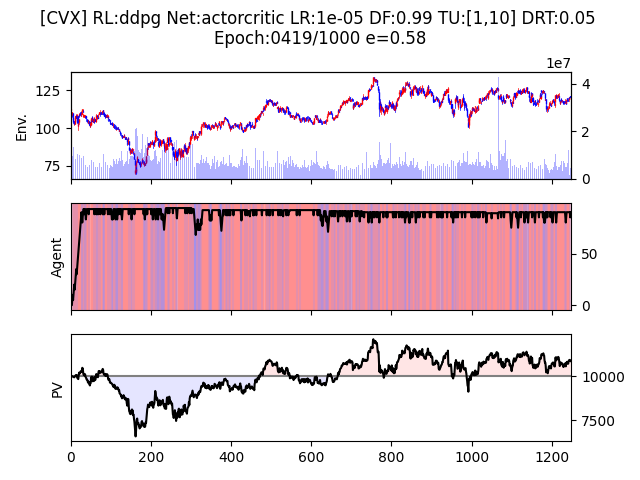 [CVX] RL:ddpg Net:actorcritic LR:1e-05 DF:0.99 TU:[1,10] DRT:0.05
Epoch:0419/1000 e=0.58
1e7
125
100
75
Env.
4
2
0
Agent
50
0
PV
10000
7500
0 200 400 600 800 1000 1200